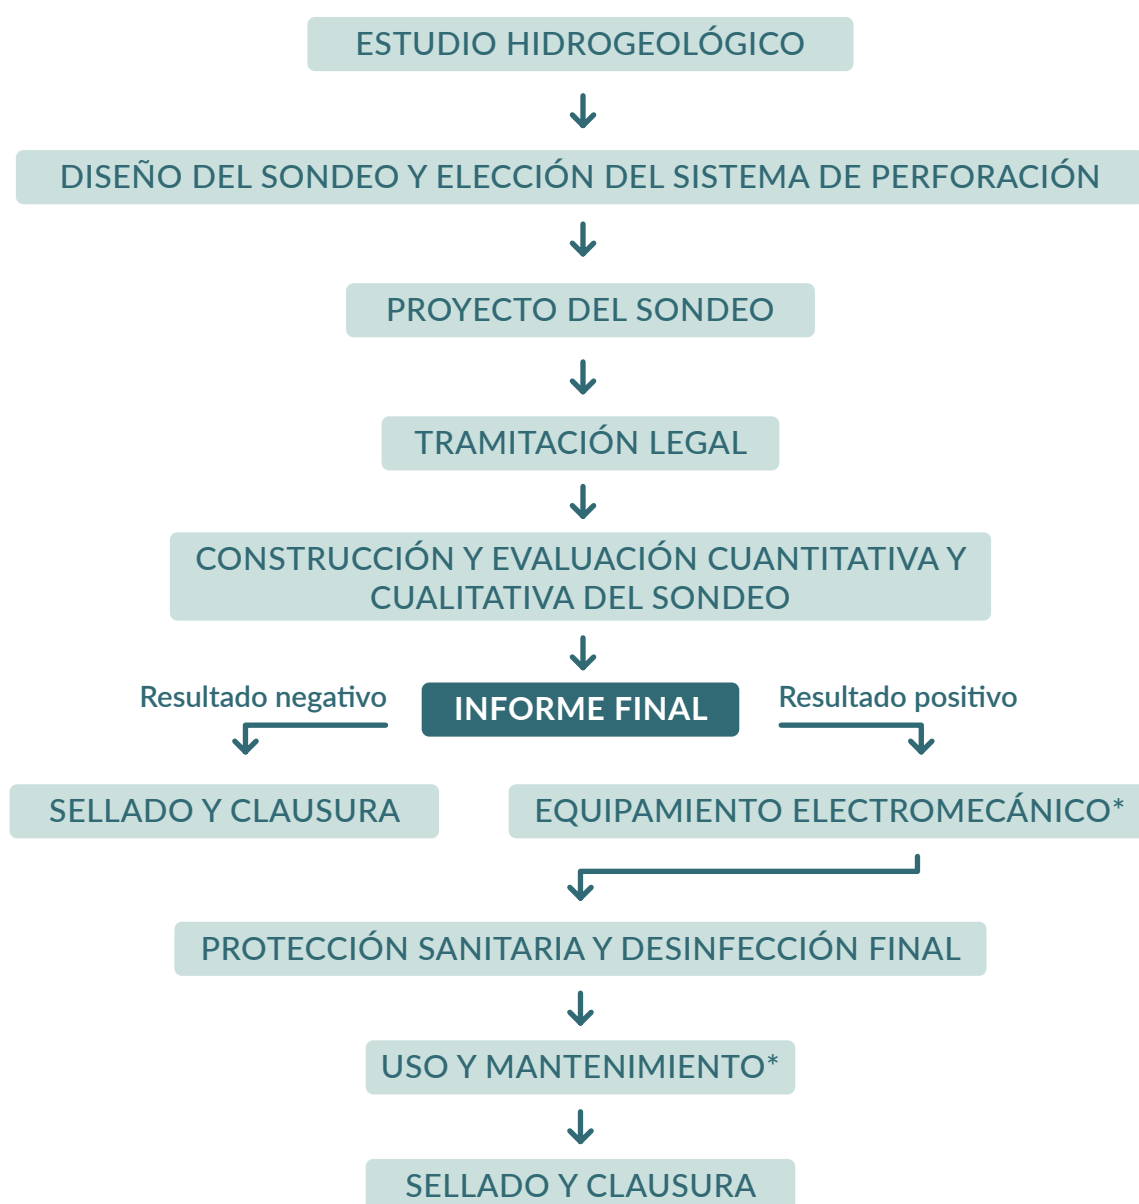 ESTUDIO HIDROGEOLÓGICO
DISEÑO DEL SONDEO Y ELECCIÓN DEL SISTEMA DE PERFORACIÓN
PROYECTO DEL SONDEO
TRAMITACIÓN LEGAL
CONSTRUCCIÓN Y EVALUACIÓN CUANTITATIVA Y
CUALITATIVA DEL SONDEO
Resultado negativo
INFORME FINAL
Resultado positivo
SELLADO Y CLAUSURA
EQUIPAMIENTO ELECTROMECÁNICO*
PROTECCIÓN SANITARIA Y DESINFECCIÓN FINAL
USO Y MANTENIMIENTO*
SELLADO Y CLAUSURA